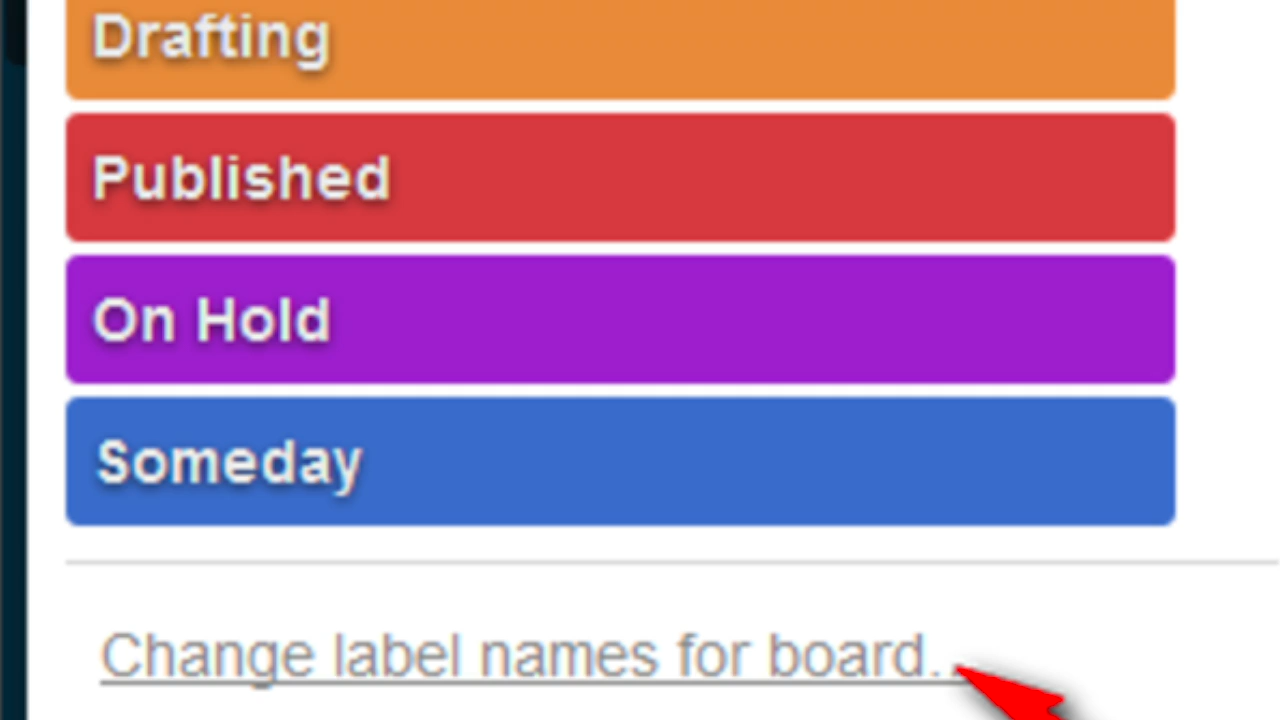 Drafting
Published
On Hold
Someday
Change label names for board..